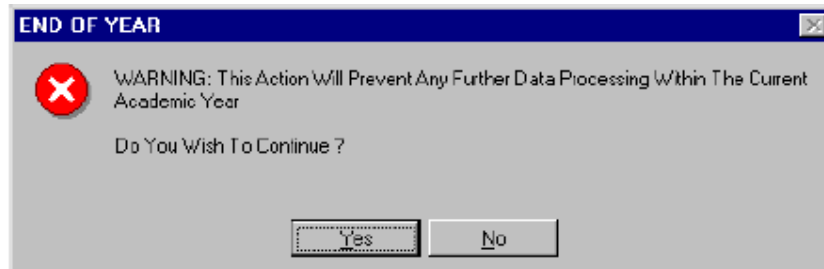 END OF YEAR
WARNING: This Action Will Prevent Any Further Data Processing Within The Current
Academic Year
Do You Wish To Continue ?
Yes No